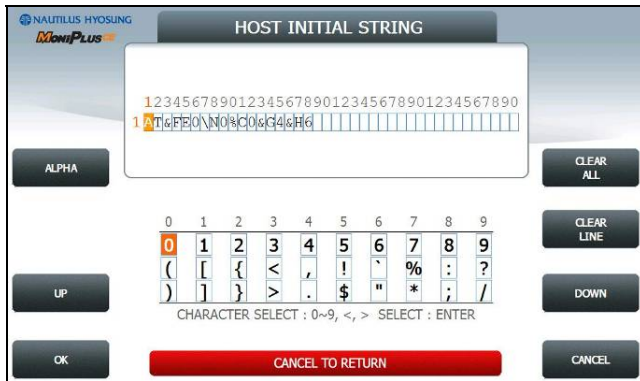 NAUTILUS HYOSUNG
MoniPlusCE
HOST INITIAL STRING
1234567890123456789012345678901234567890
1 AT&FE0\N0%C0&G4&H6
ALPHA
CLEAR ALL
0 1 2 3 4 5 6 7 8 9
0 1 2 3 4 5 6 7 8 9
( [ { < , ! ` % : ?
) ] } > . $ " * ; /
CLEAR LINE
UP
DOWN
CHARACTER SELECT : 0~9, <, > SELECT : ENTER
OK
CANCEL TO RETURN
CANCEL